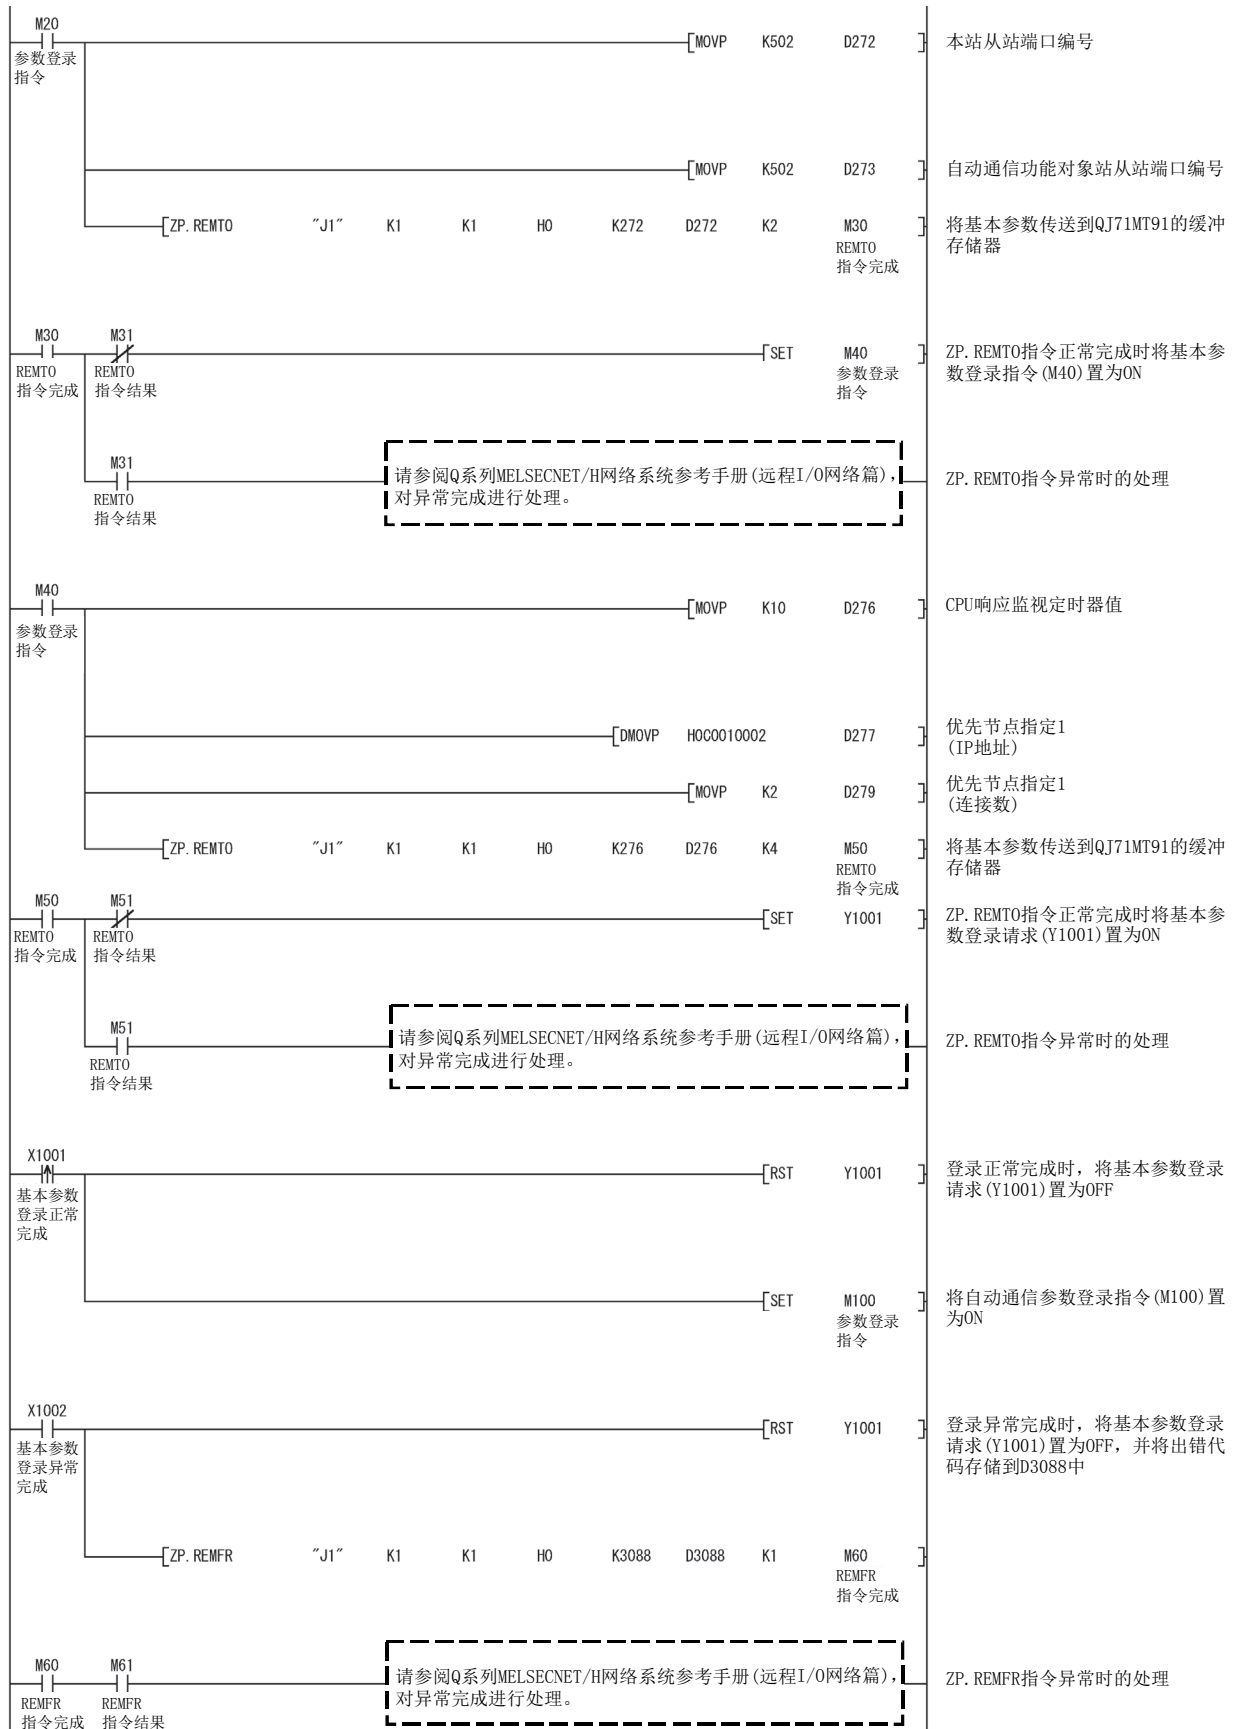 M20
参数登录
指令
MOVP K502 D272
本站从站端口编号
MOVP K502 D273
自动通信功能对象站从站端口编号
ZP.REMTO "J1" K1 K1 H0 K272 D272 K2 M30
REMTO
指令完成
将基本参数传送到QJ71MT91的缓冲
存储器
M30 M31
REMTO
指令完成
REMTO
指令结果
SET M40
参数登录
指令
ZP.REMTO指令正常完成时将基本参
数登录指令(M40)置为ON
M31
REMTO
指令结果
请参阅Q系列MELSECNET/H网络系统参考手册(远程I/O网络篇),
对异常完成进行处理。
ZP.REMTO指令异常时的处理
M40
参数登录
指令
MOVP K10 D276
CPU响应监视定时器值
DMOVP H0C0010002 D277
优先节点指定1
(IP地址)
MOVP K2 D279
优先节点指定1
(连接数)
ZP.REMTO "J1" K1 K1 H0 K276 D276 K4 M50
REMTO
指令完成
将基本参数传送到QJ71MT91的缓冲
存储器
M50 M51
REMTO
指令完成
REMTO
指令结果
SET Y1001
ZP.REMTO指令正常完成时将基本参
数登录请求(Y1001)置为ON
M51
REMTO
指令结果
请参阅Q系列MELSECNET/H网络系统参考手册(远程I/O网络篇),
对异常完成进行处理。
ZP.REMTO指令异常时的处理
X1001
基本参数
登录正常
完成
RST Y1001
登录正常完成时，将基本参数登录
请求(Y1001)置为OFF
SET M100
参数登录
指令
将自动通信参数登录指令(M100)置
为ON
X1002
基本参数
登录异常
完成
RST Y1001
登录异常完成时，将基本参数登录
请求(Y1001)置为OFF，并将出错代
码存储到D3088中
ZP.REMFR "J1" K1 K1 H0 K3088 D3088 K1 M60
REMFR
指令完成
M60 M61
REMFR
指令完成
REMFR
指令结果
请参阅Q系列MELSECNET/H网络系统参考手册(远程I/O网络篇),
对异常完成进行处理。
ZP.REMFR指令异常时的处理